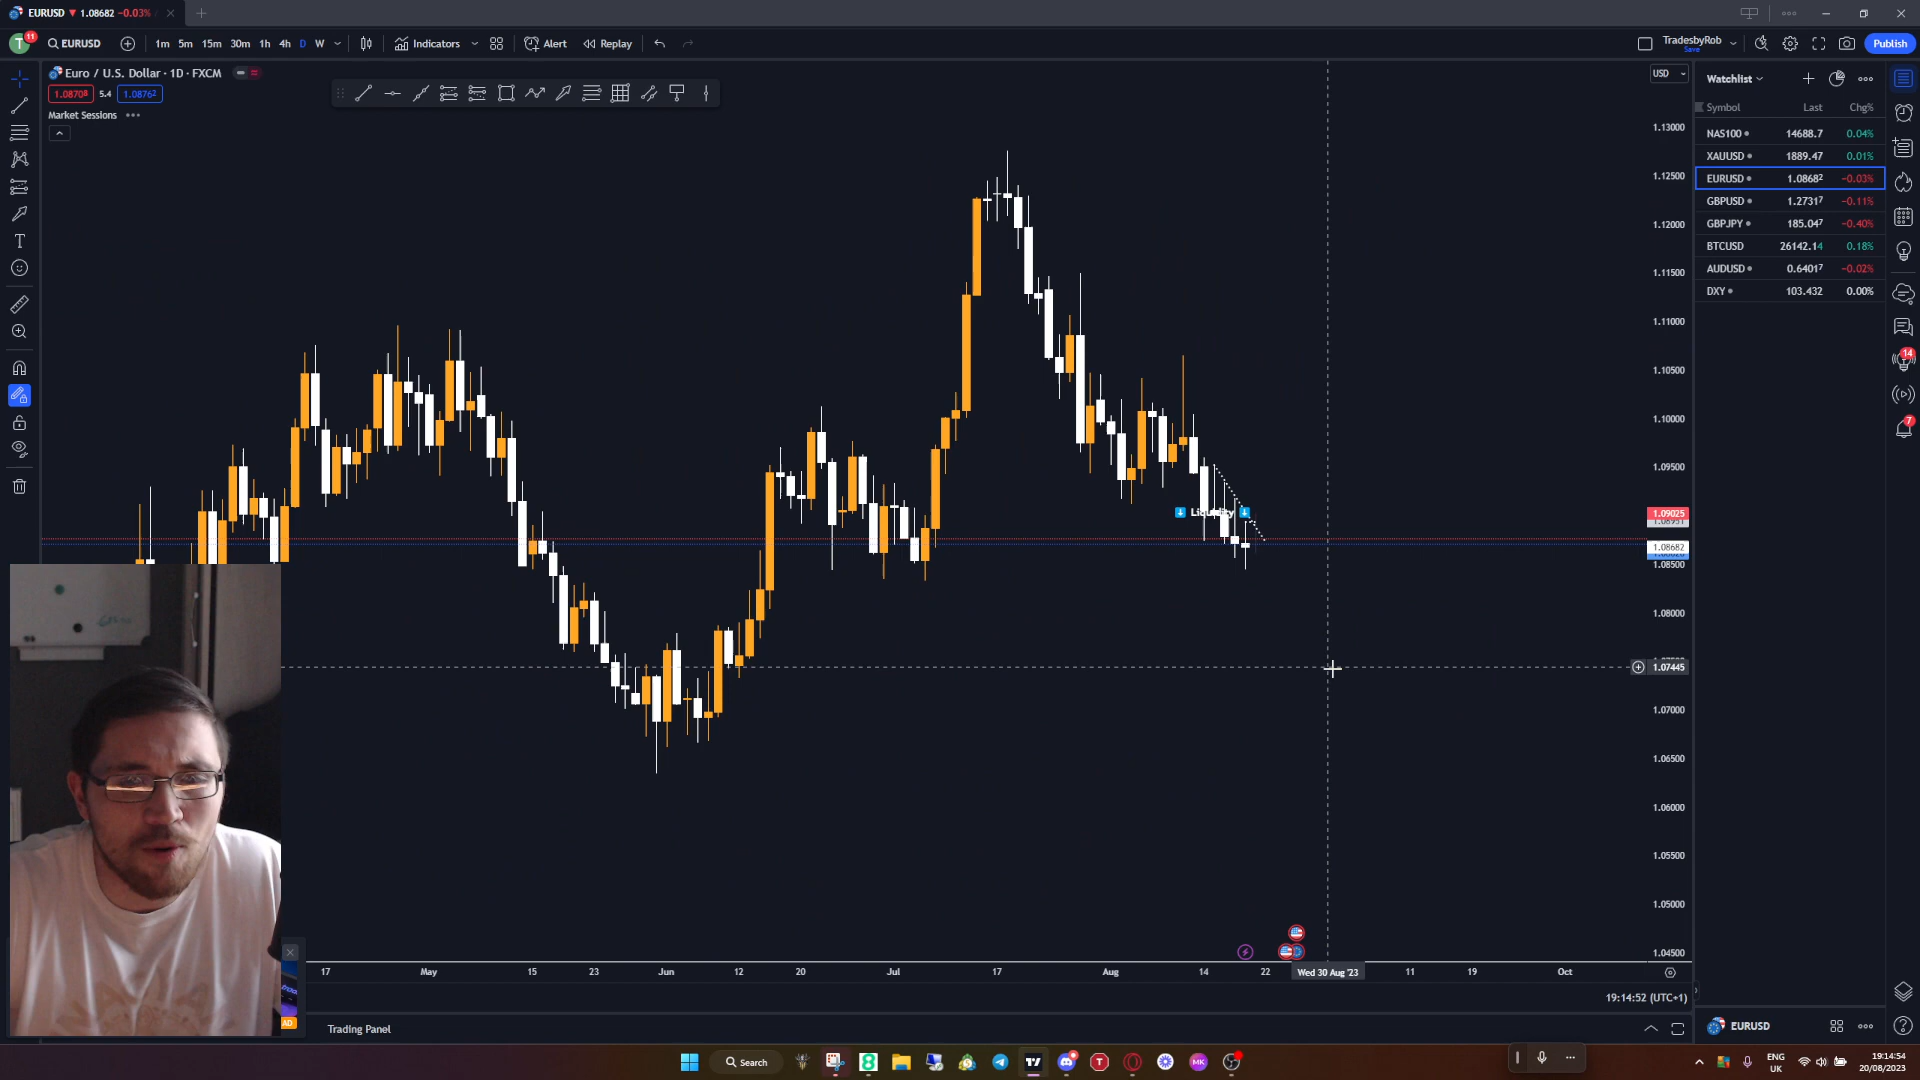 EURUSD ▼ 1.08682 −0.03%
T 11 EURUSD 1m 5m 15m 30m 1h 4h D W Indicators Alert Replay TradesbyRob Save Publish
Euro / U.S. Dollar · 1D · FXCM
1.08708 5.4 1.08762
Market Sessions
USD
Watchlist
Symbol Last Chg%
NAS100 14688.7 0.04%
XAUUSD 1889.47 0.01%
EURUSD 1.08682 −0.03%
GBPUSD 1.27317 −0.11%
GBPJPY 185.047 −0.40%
BTCUSD 26142.14 0.18%
AUDUSD 0.64017 −0.02%
DXY 103.432 0.00%
14
7
1.13000
1.12500
1.12000
1.11500
1.11000
1.10500
1.10000
1.09500
Liquidity
1.09025
1.08682
1.08500
1.08000
1.07445
1.07000
1.06500
1.06000
1.05500
1.05000
1.04500
17 May 15 23 Jun 12 20 Jul 17 Aug 14 22 Wed 30 Aug '23 11 19 Oct
19:14:52 (UTC+1)
AD
Trading Panel
EURUSD
Search
ENG
UK
19:14:54
20/08/2023